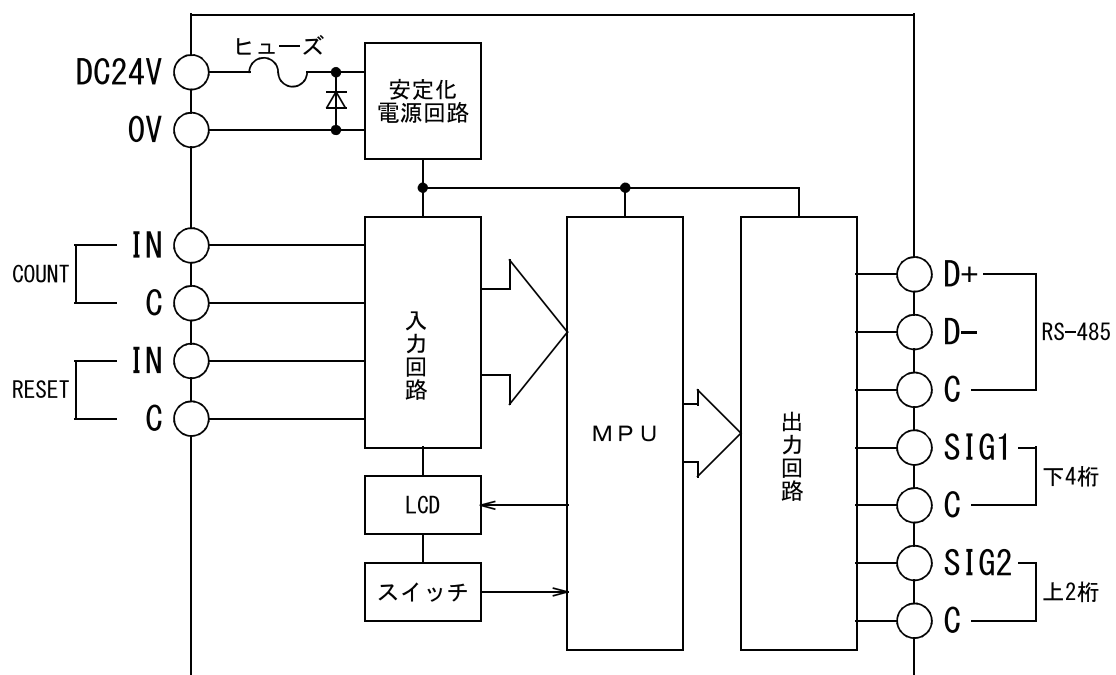 ヒューズ
DC24V
0V
安定化
電源回路
COUNT
IN
C
RESET
IN
C
入力回路
MPU
出力回路
LCD
スイッチ
D+
D-
C
RS-485
SIG1
C
下4桁
SIG2
C
上2桁